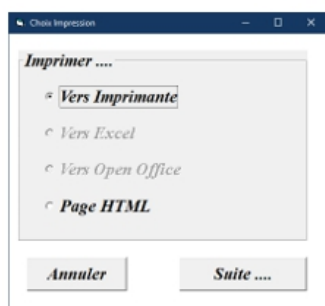 Choix Impression
Imprimer ....
Vers Imprimante
Vers Excel
Vers Open Office
Page HTML
Annuler
Suite ....